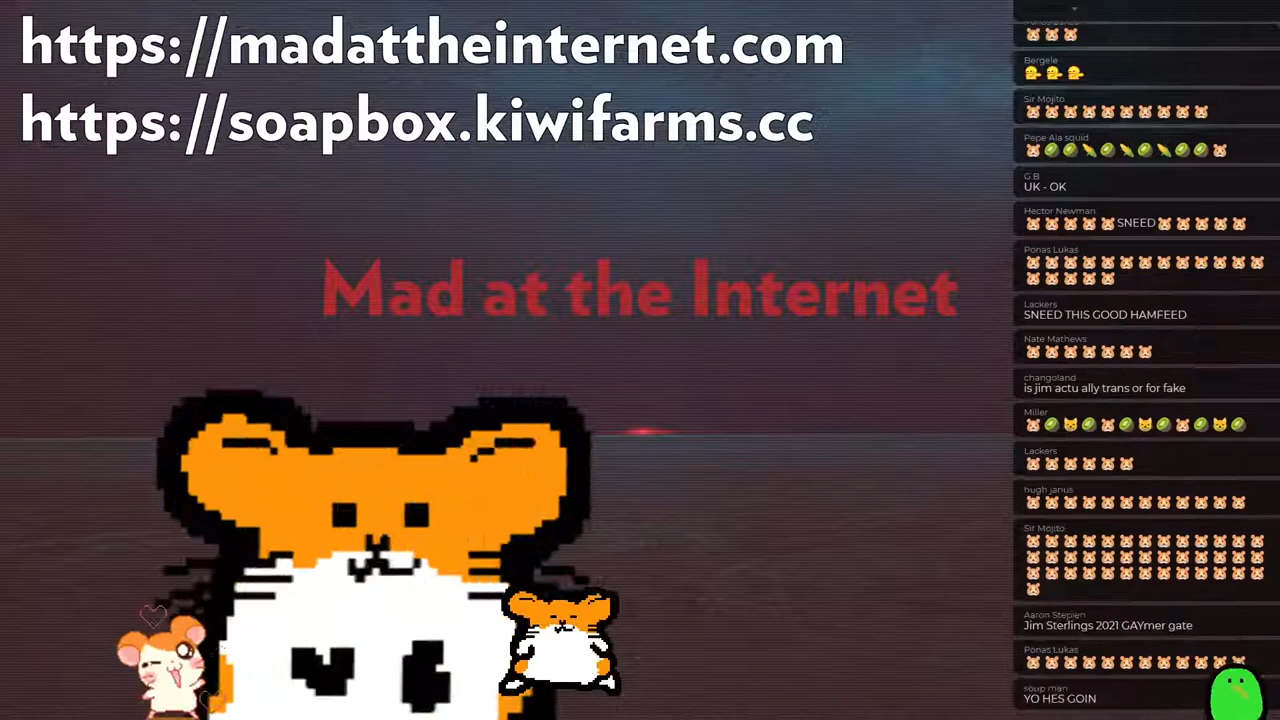 https://madattheinternet.com
https://soapbox.kiwifarms.cc
Mad at the Internet
Bergele
Sir Mojito
Pepe Ala squid
G.B
UK - OK
Hector Newman
SNEED
Ponas Lukas
Lackers
SNEED THIS GOOD HAMFEED
Nate Mathews
changoland
is jim actu ally trans or for fake
Miller
Lackers
hugh janus
Sir Mojito
Aaron Stepien
Jim Sterlings 2021 GAYmer gate
Ponas Lukas
soup man
YO HES GOIN